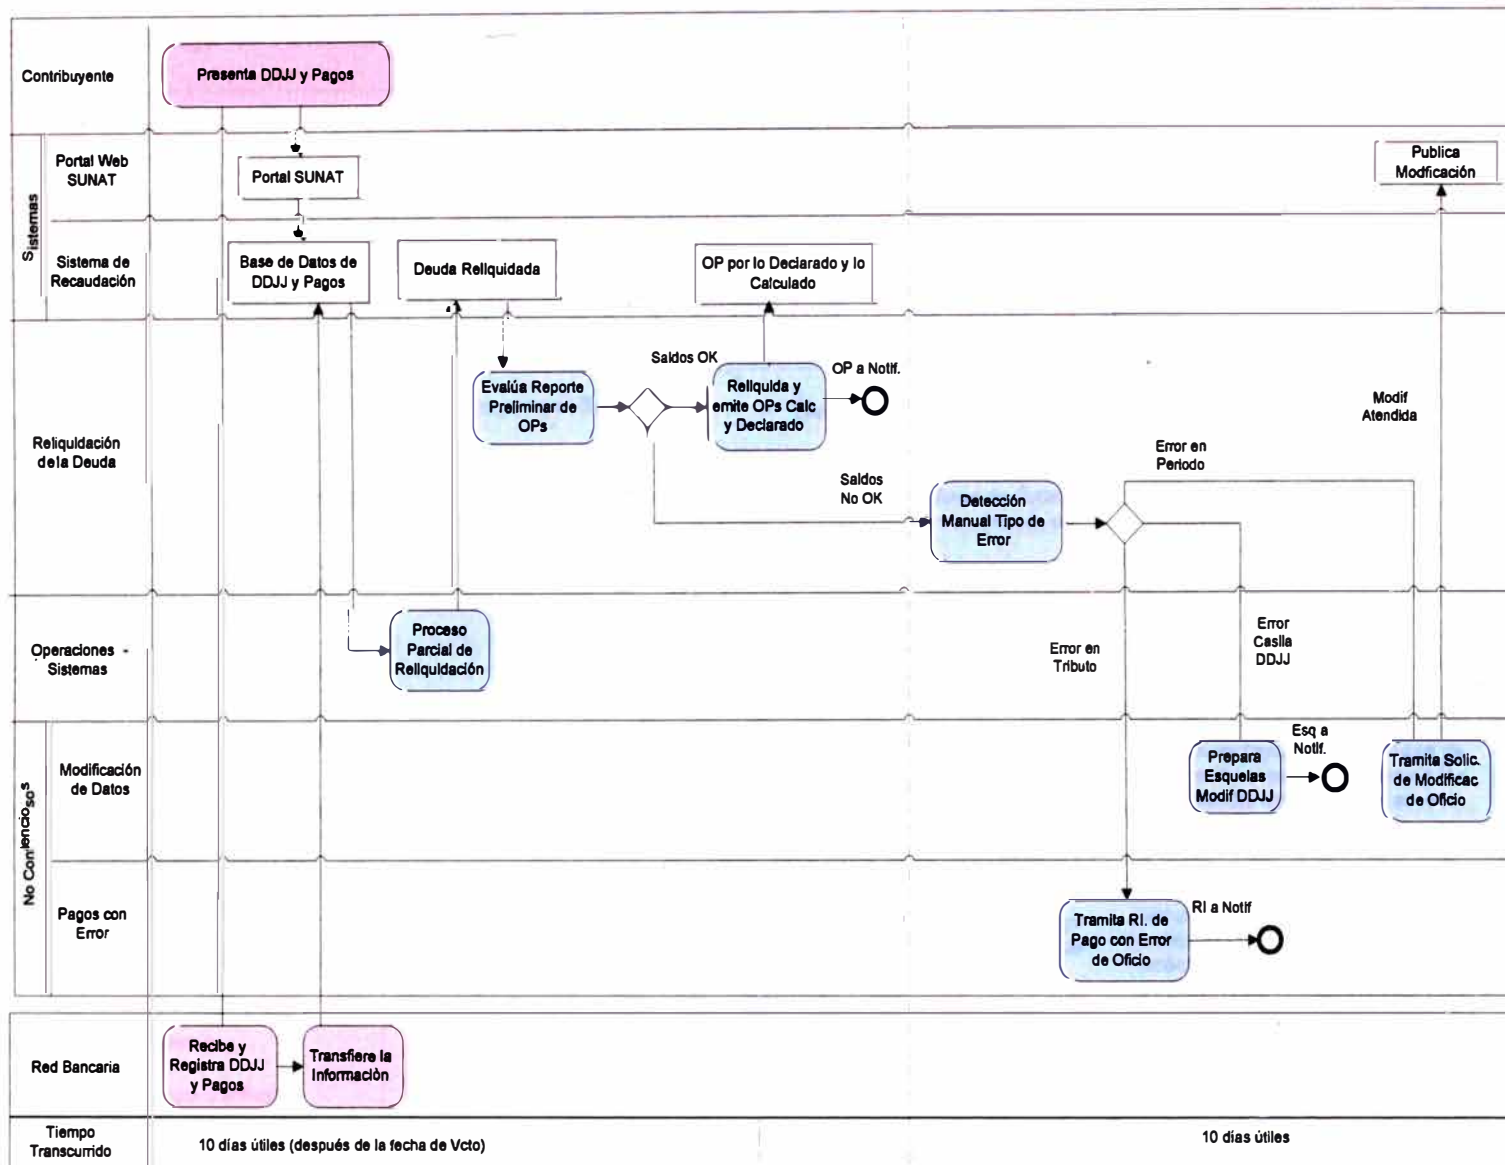 Contribuyente
Presenta DDJJ y Pagos
Sistemas
Portal Web
SUNAT
Portal SUNAT
Publica
Modficación
Sistema de
Recaudación
Base de Datos de
DDJJ y Pagos
Deuda Reliquidada
OP por lo Declarado y lo
Calculado
Reliquidación
de la Deuda
Evalúa Reporte
Preliminar de
OPs
Saldos OK
Reliquida y
emite OPs Calc
y Declarado
OP a Notif.
Saldos
No OK
Detección
Manual Tipo de
Error
Error en
Periodo
Modif
Atendida
Operaciones
Sistemas
Proceso
Parcial de
Reliquidación
Error en
Tributo
Error
Caslla
DDJJ
No Contenciosos
Modificación
de Datos
Prepara
Esquelas
Modif DDJJ
Esq a
Notif.
Tramita Solic.
de Modificac
de Oficio
Pagos con
Error
Tramita RI. de
Pago con Error
de Oficio
RI a Notif
Red Bancaria
Recibe y
Registra DDJJ
y Pagos
Transfiere la
Información
Tiempo
Transcurrido
10 días útiles (después de la fecha de Vcto)
10 días útiles